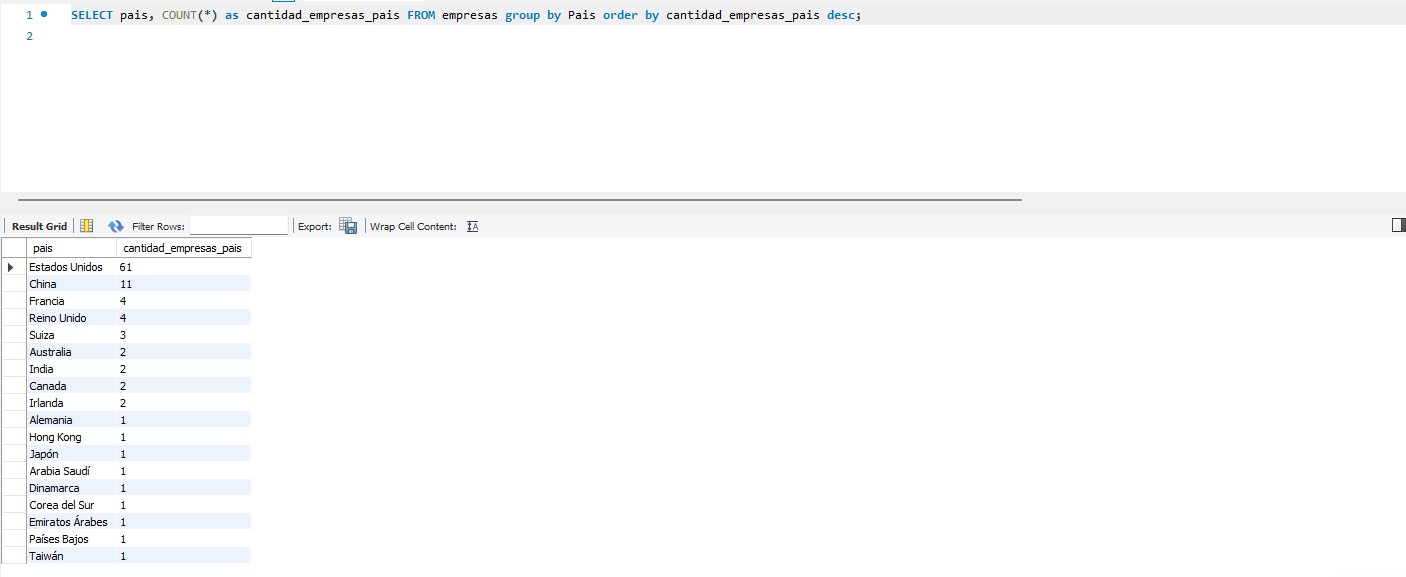 1 SELECT pais, COUNT(*) as cantidad_empresas_pais FROM empresas group by Pais order by cantidad_empresas_pais desc;
2
Result Grid Filter Rows: Export: Wrap Cell Content:
pais cantidad_empresas_pais
Estados Unidos 61
China 11
Francia 4
Reino Unido 4
Suiza 3
Australia 2
India 2
Canada 2
Irlanda 2
Alemania 1
Hong Kong 1
Japón 1
Arabia Saudí 1
Dinamarca 1
Corea del Sur 1
Emiratos Árabes 1
Países Bajos 1
Taiwán 1